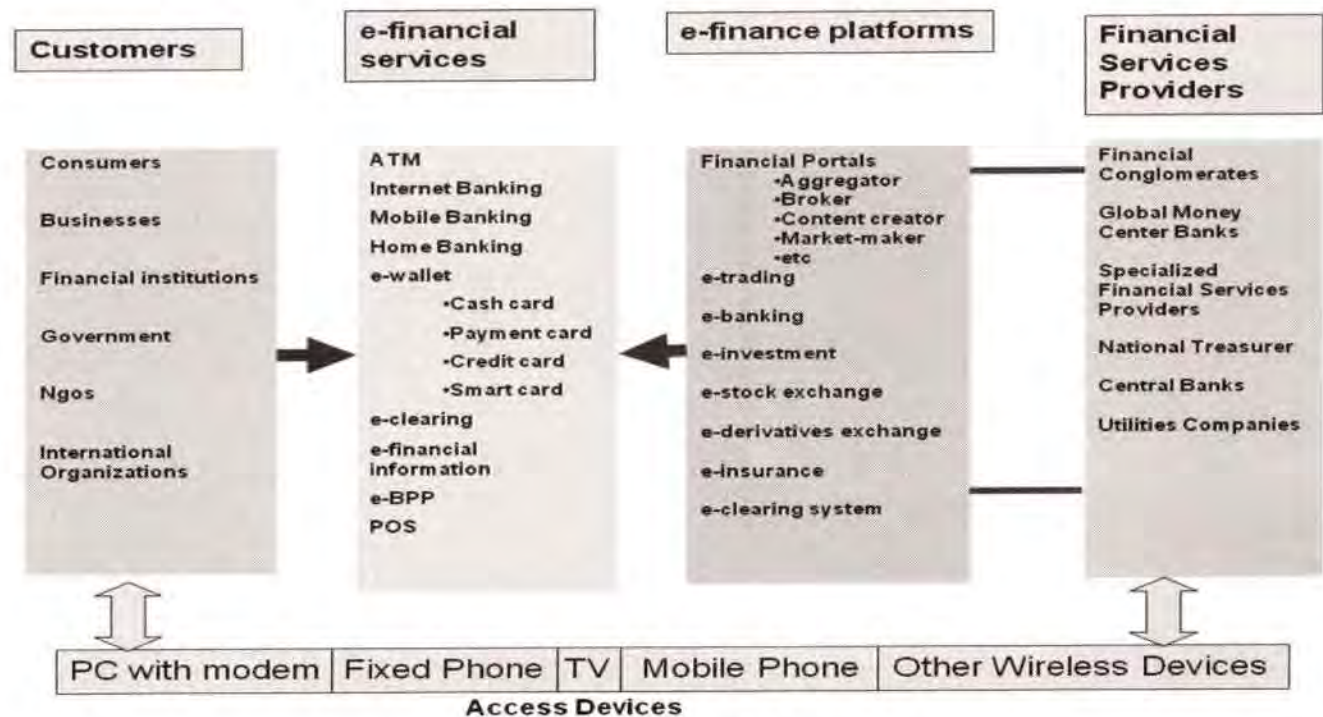 Customers
e-financial
services
e-finance platforms
Financial
Services
Providers
Consumers
Businesses
Financial institutions
Government
Ngos
International
Organizations
ATM
Internet Banking
Mobile Banking
Home Banking
e-wallet
•Cash card
•Payment card
•Credit card
•Smart card
e-clearing
e-financial
information
e-BPP
POS
Financial Portals
•Aggregator
•Broker
•Content creator
•Market-maker
•etc
e-trading
e-banking
e-investment
e-stock exchange
e-derivatives exchange
e-insurance
e-clearing system
Financial
Conglomerates
Global Money
Center Banks
Specialized
Financial Services
Providers
National Treasurer
Central Banks
Utilities Companies
PC with modem
Fixed Phone
TV
Mobile Phone
Other Wireless Devices
Access Devices